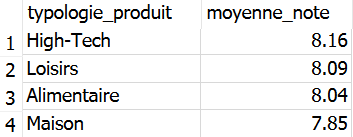 typologie_produit moyenne_note
1 High-Tech 8.16
2 Loisirs 8.09
3 Alimentaire 8.04
4 Maison 7.85